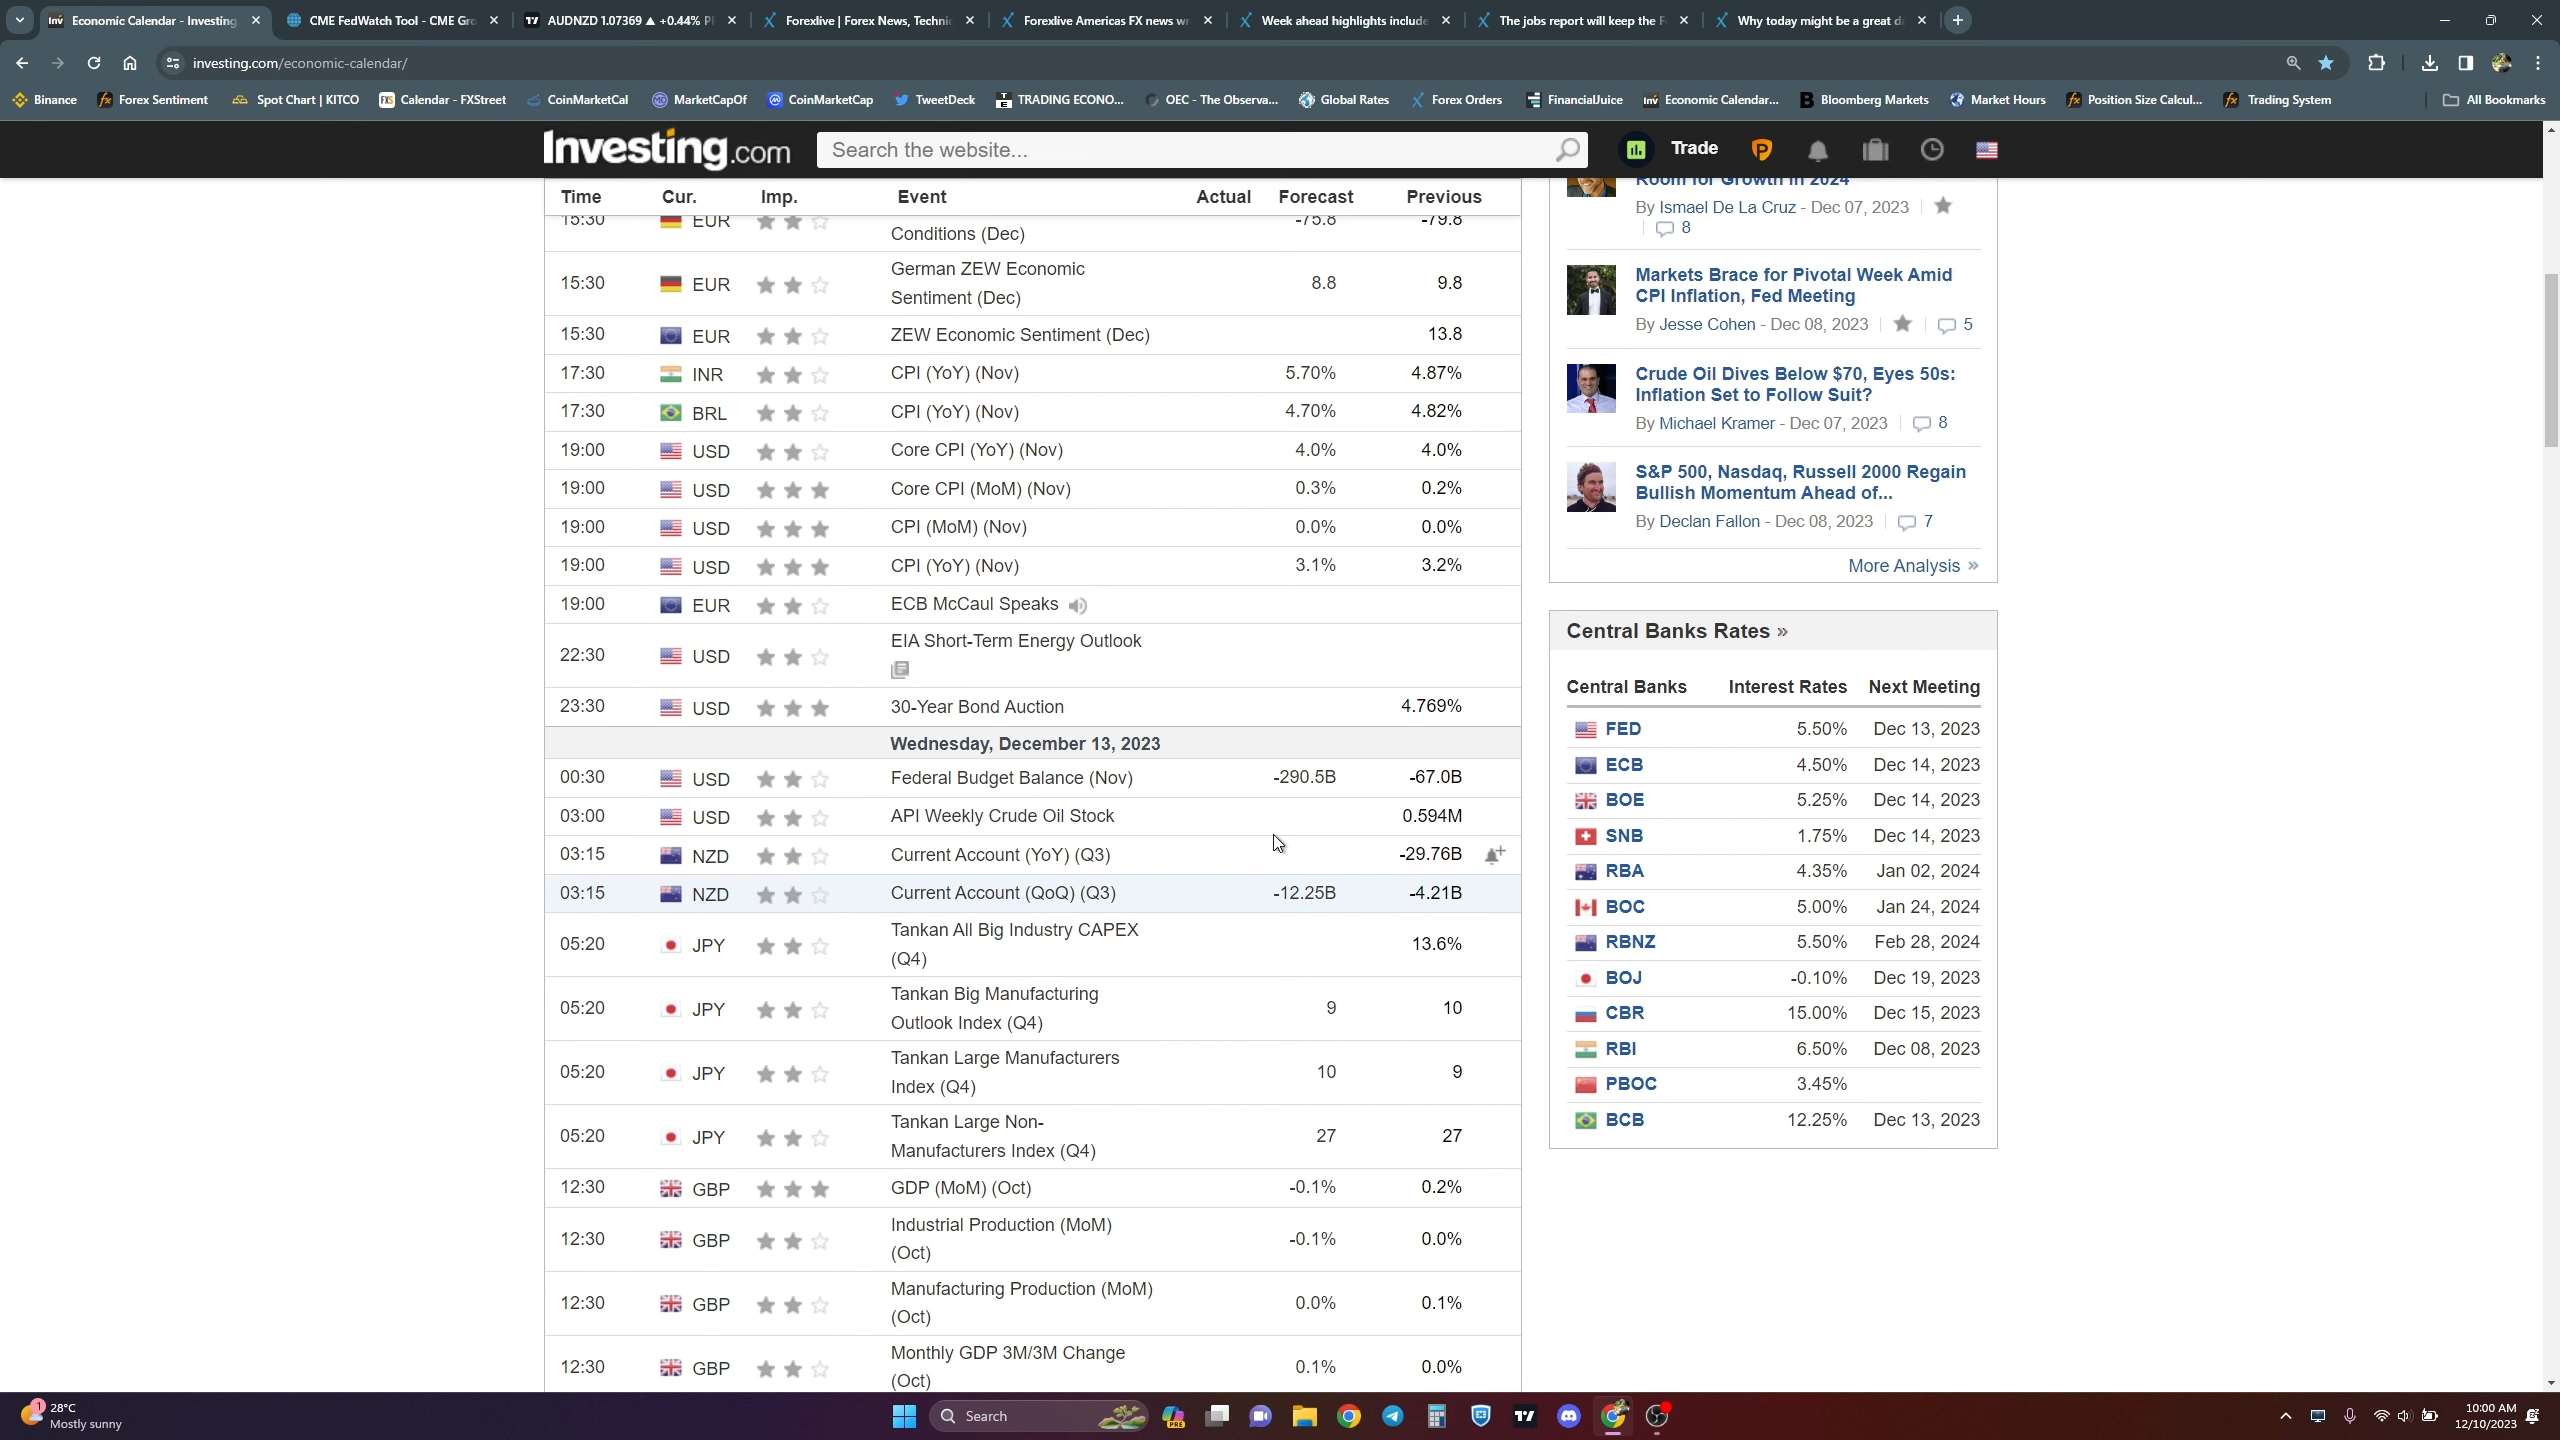 Economic Calendar - Investing
CME FedWatch Tool - CME Gro
AUDNZD 1.07369 ▲ +0.44%
Forexlive | Forex News, Technic
Forexlive Americas FX news wr
Week ahead highlights include
The jobs report will keep the F
Why today might be a great d
investing.com/economic-calendar/
Binance
Forex Sentiment
Spot Chart | KITCO
Calendar - FXStreet
CoinMarketCal
MarketCapOf
CoinMarketCap
TweetDeck
TRADING ECONO...
OEC - The Observa...
Global Rates
Forex Orders
FinancialJuice
Economic Calendar...
Bloomberg Markets
Market Hours
Position Size Calcul...
Trading System
All Bookmarks
Investing.com
Search the website...
Trade
Time Cur. Imp. Event Actual Forecast Previous
15:30 EUR Conditions (Dec) -75.8 -79.8
15:30 EUR German ZEW Economic
Sentiment (Dec) 8.8 9.8
15:30 EUR ZEW Economic Sentiment (Dec) 13.8
17:30 INR CPI (YoY) (Nov) 5.70% 4.87%
17:30 BRL CPI (YoY) (Nov) 4.70% 4.82%
19:00 USD Core CPI (YoY) (Nov) 4.0% 4.0%
19:00 USD Core CPI (MoM) (Nov) 0.3% 0.2%
19:00 USD CPI (MoM) (Nov) 0.0% 0.0%
19:00 USD CPI (YoY) (Nov) 3.1% 3.2%
19:00 EUR ECB McCaul Speaks
22:30 USD EIA Short-Term Energy Outlook
23:30 USD 30-Year Bond Auction 4.769%
Wednesday, December 13, 2023
00:30 USD Federal Budget Balance (Nov) -290.5B -67.0B
03:00 USD API Weekly Crude Oil Stock 0.594M
03:15 NZD Current Account (YoY) (Q3) -29.76B
03:15 NZD Current Account (QoQ) (Q3) -12.25B -4.21B
05:20 JPY Tankan All Big Industry CAPEX
(Q4) 13.6%
05:20 JPY Tankan Big Manufacturing
Outlook Index (Q4) 9 10
05:20 JPY Tankan Large Manufacturers
Index (Q4) 10 9
05:20 JPY Tankan Large Non-
Manufacturers Index (Q4) 27 27
12:30 GBP GDP (MoM) (Oct) -0.1% 0.2%
12:30 GBP Industrial Production (MoM)
(Oct) -0.1% 0.0%
12:30 GBP Manufacturing Production (MoM)
(Oct) 0.0% 0.1%
12:30 GBP Monthly GDP 3M/3M Change
(Oct) 0.1% 0.0%
Room for Growth in 2024
By Ismael De La Cruz - Dec 07, 2023
8
Markets Brace for Pivotal Week Amid
CPI Inflation, Fed Meeting
By Jesse Cohen - Dec 08, 2023 5
Crude Oil Dives Below $70, Eyes 50s:
Inflation Set to Follow Suit?
By Michael Kramer - Dec 07, 2023 8
S&P 500, Nasdaq, Russell 2000 Regain
Bullish Momentum Ahead of...
By Declan Fallon - Dec 08, 2023 7
More Analysis »
Central Banks Rates »
Central Banks Interest Rates Next Meeting
FED 5.50% Dec 13, 2023
ECB 4.50% Dec 14, 2023
BOE 5.25% Dec 14, 2023
SNB 1.75% Dec 14, 2023
RBA 4.35% Jan 02, 2024
BOC 5.00% Jan 24, 2024
RBNZ 5.50% Feb 28, 2024
BOJ -0.10% Dec 19, 2023
CBR 15.00% Dec 15, 2023
RBI 6.50% Dec 08, 2023
PBOC 3.45%
BCB 12.25% Dec 13, 2023
1
28°C
Mostly sunny
Search
PRE
10:00 AM
12/10/2023